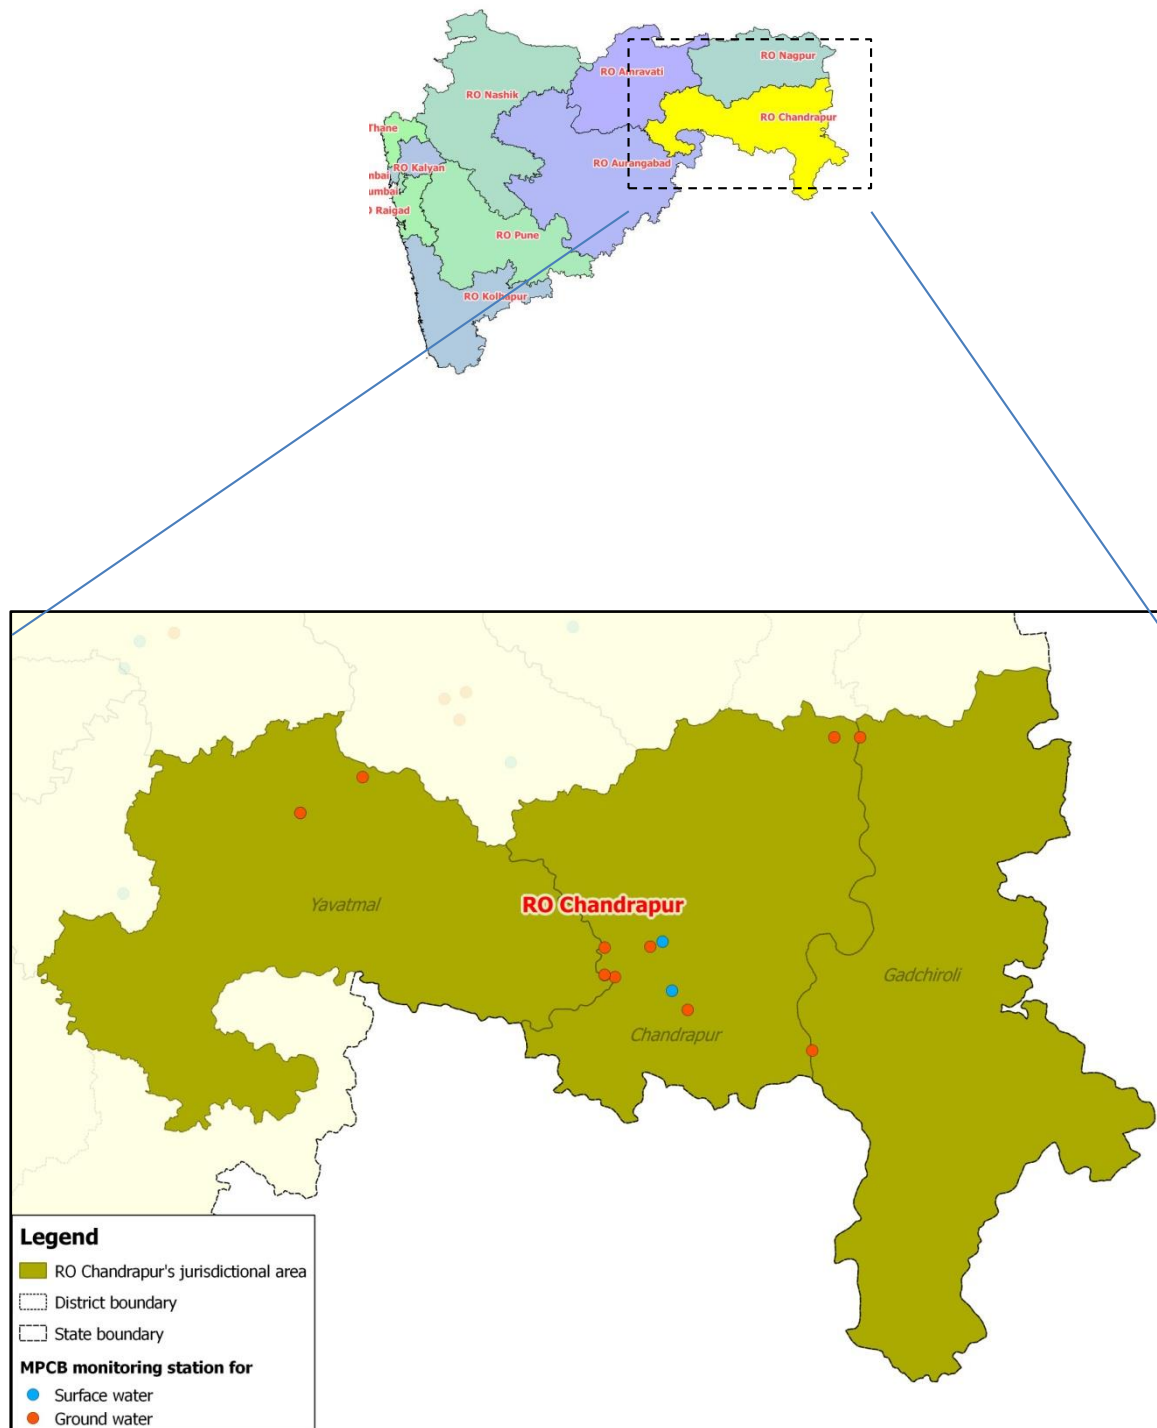 RO Nagpur
RO Amravati
RO Nashik
RO Chandrapur
Thane
RO Aurangabad
RO Kalyan
nbai
umbai
O Raigad
RO Pune
RO Kolhapur
Yavatmal
RO Chandrapur
Gadchiroli
Chandrapur
Legend
RO Chandrapur's jurisdictional area
District boundary
State boundary
MPCB monitoring station for
Surface water
Ground water